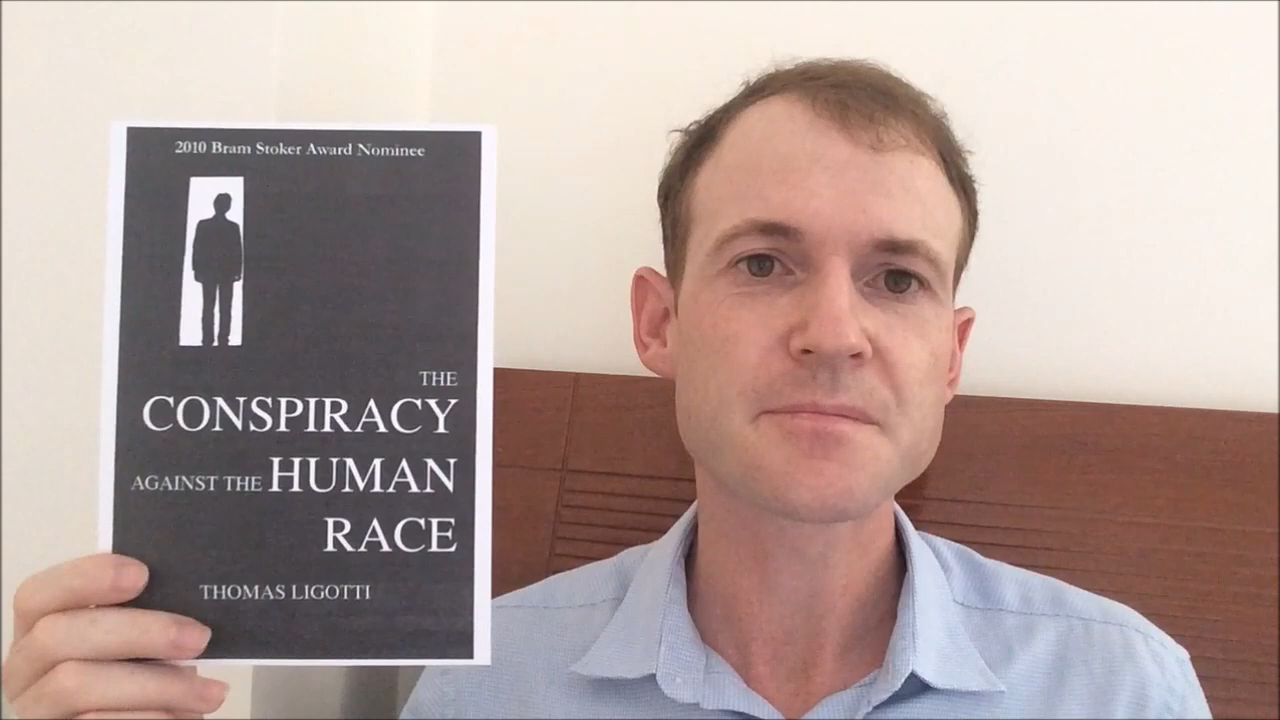 2010 Bram Stoker Award Nominee
THE
CONSPIRACY
AGAINST THE HUMAN
RACE
THOMAS LIGOTTI